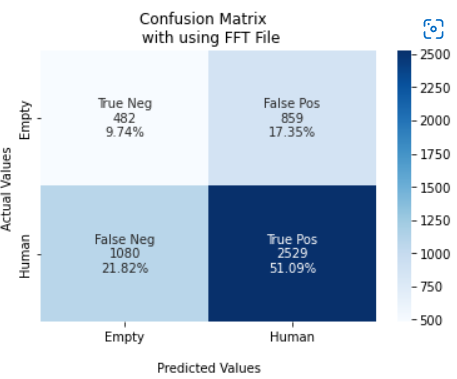 Confusion Matrix
with using FFT File
True Neg
482
9.74%
False Pos
859
17.35%
False Neg
1080
21.82%
True Pos
2529
51.09%
Empty
Human
Actual Values
Empty
Human
Predicted Values
2500
2250
2000
1750
1500
1250
1000
750
500